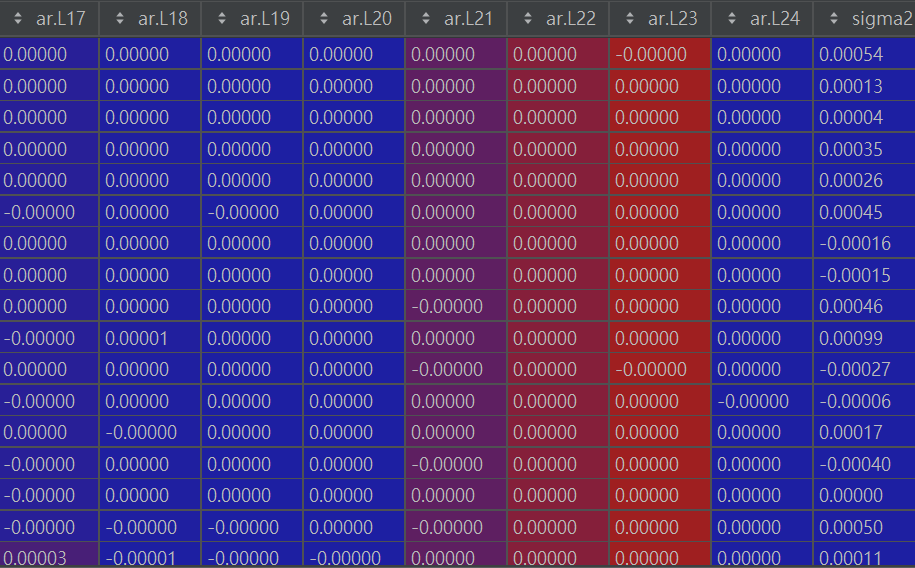 ar.L17 ar.L18 ar.L19 ar.L20 ar.L21 ar.L22 ar.L23 ar.L24 sigma2
0.00000 0.00000 0.00000 0.00000 0.00000 0.00000 -0.00000 0.00000 0.00054
0.00000 0.00000 0.00000 0.00000 0.00000 0.00000 0.00000 0.00000 0.00013
0.00000 0.00000 0.00000 0.00000 0.00000 0.00000 0.00000 0.00000 0.00004
0.00000 0.00000 0.00000 0.00000 0.00000 0.00000 0.00000 0.00000 0.00035
0.00000 0.00000 0.00000 0.00000 0.00000 0.00000 0.00000 0.00000 0.00026
-0.00000 0.00000 -0.00000 0.00000 0.00000 0.00000 0.00000 0.00000 0.00045
0.00000 0.00000 0.00000 0.00000 0.00000 0.00000 0.00000 0.00000 -0.00016
0.00000 0.00000 0.00000 0.00000 0.00000 0.00000 0.00000 0.00000 -0.00015
0.00000 0.00000 0.00000 0.00000 -0.00000 0.00000 0.00000 0.00000 0.00046
-0.00000 0.00001 0.00000 0.00000 0.00000 0.00000 0.00000 0.00000 0.00099
0.00000 0.00000 0.00000 0.00000 -0.00000 0.00000 -0.00000 0.00000 -0.00027
-0.00000 0.00000 0.00000 0.00000 0.00000 0.00000 0.00000 -0.00000 -0.00006
0.00000 -0.00000 0.00000 0.00000 0.00000 0.00000 0.00000 0.00000 0.00017
-0.00000 0.00000 0.00000 0.00000 -0.00000 0.00000 0.00000 0.00000 -0.00040
-0.00000 0.00000 0.00000 0.00000 0.00000 0.00000 0.00000 0.00000 0.00000
-0.00000 -0.00000 -0.00000 0.00000 -0.00000 0.00000 0.00000 0.00000 0.00050
0.00003 -0.00001 -0.00000 -0.00000 0.00000 0.00000 0.00000 0.00000 0.00011